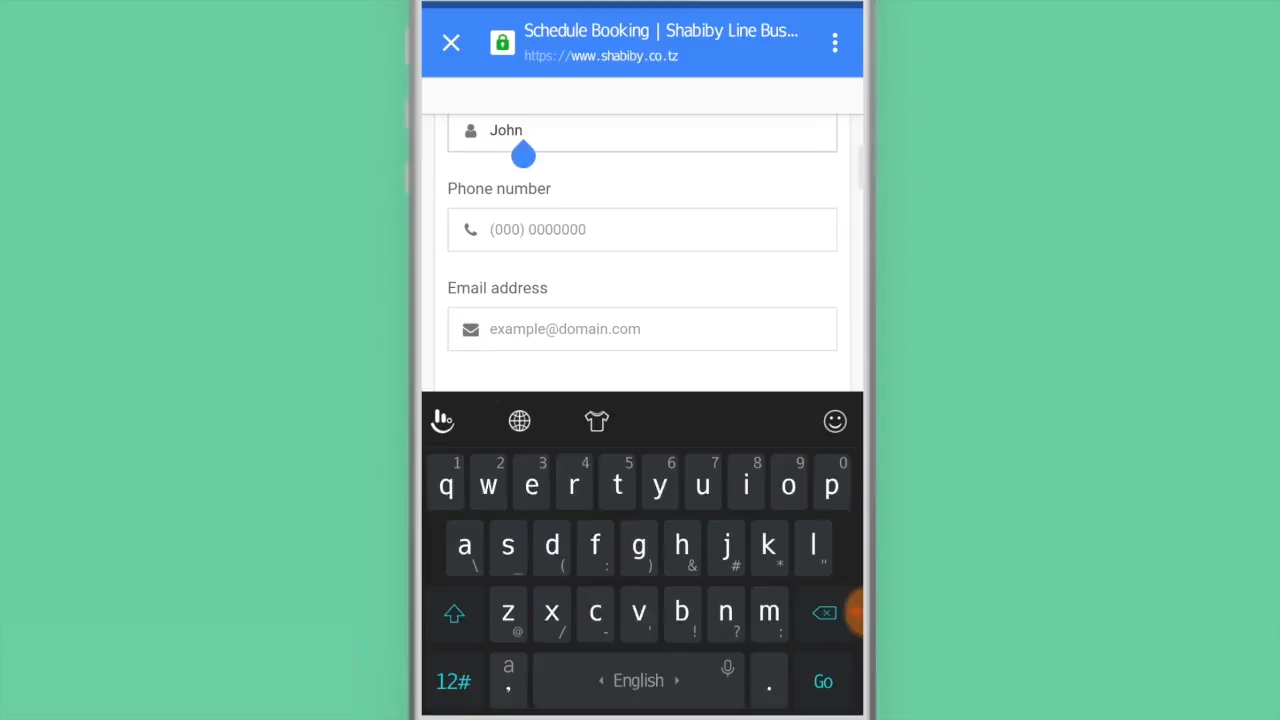 Schedule Booking | Shabiby Line Bus...
https://www.shabiby.co.tz
John
Phone number
(000) 0000000
Email address
example@domain.com
1 2 3 4 5 6 7 8 9 0
q w e r t y u i o p
a s d f g h j k l
\ _ ( : ) & # * "
z x c v b n m
@ / - ' ! ? :
a
12# , English . Go